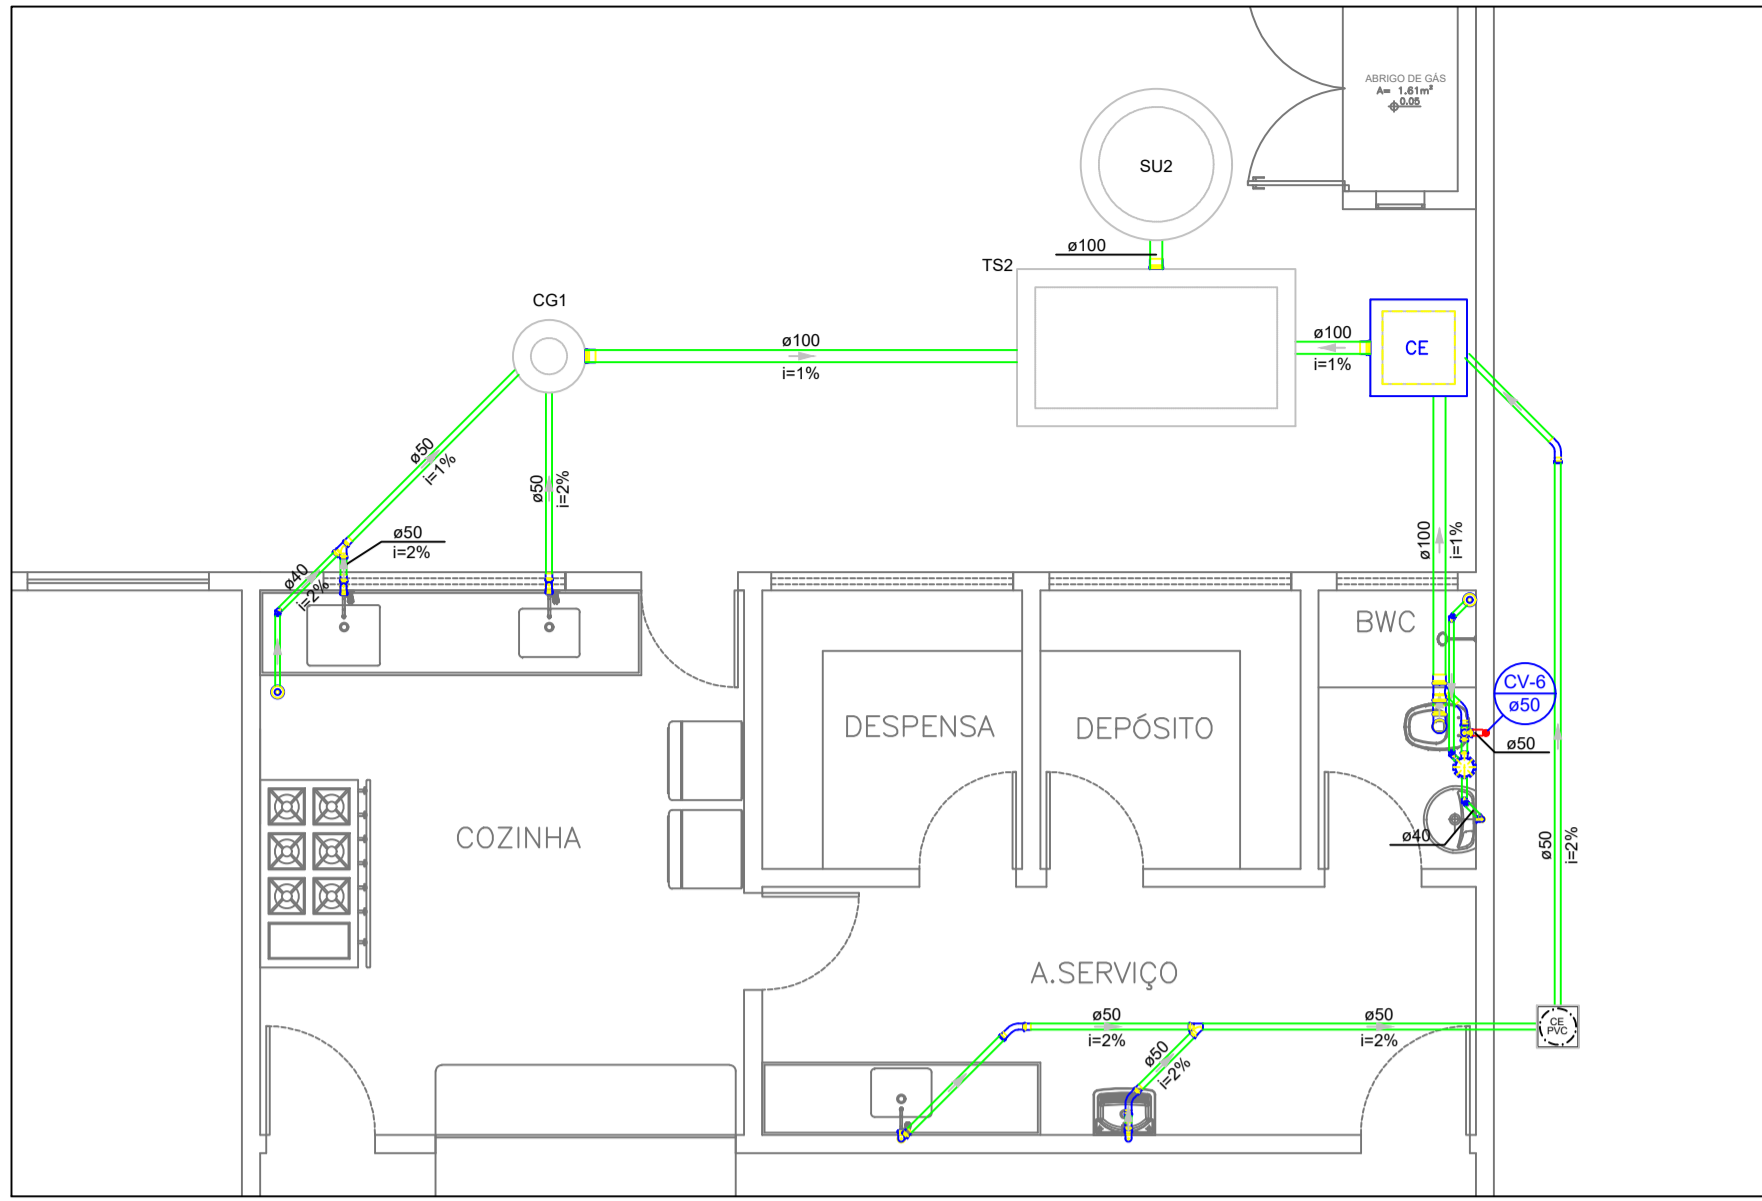 ABRIGO DE GÁS
A= 1.61m²
0.05
SU2
ø100
TS2
CG1
ø100
i=1%
ø100
i=1%
CE
ø50
i=1%
ø50
i=2%
ø50
i=2%
ø40
i=2%
ø100
i=1%
BWC
CV-6
ø50
ø50
DESPENSA
DEPÓSITO
COZINHA
ø40
ø50
i=2%
A.SERVIÇO
ø50
i=2%
ø50
i=2%
ø50
i=2%
CE
PVC